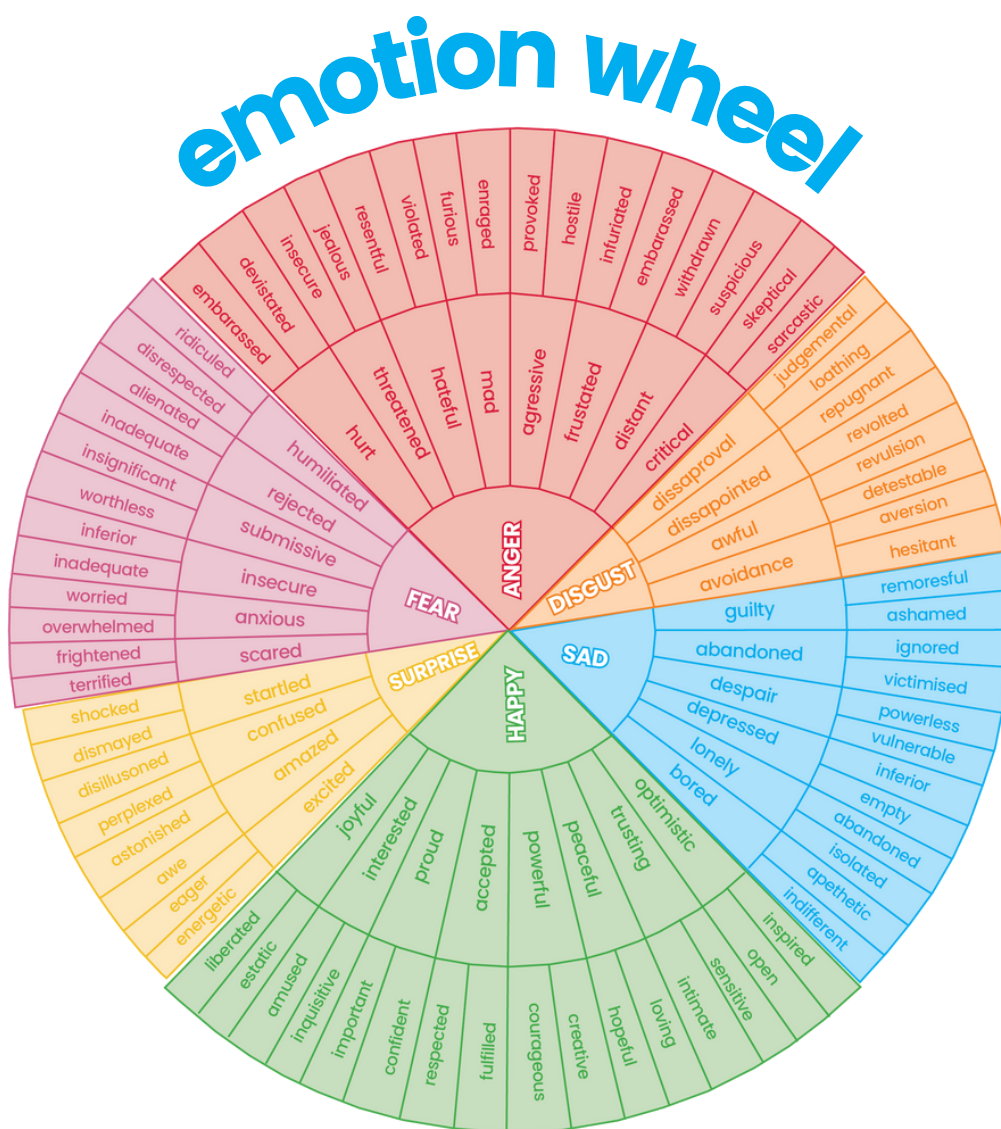 emotion wheel
ANGER
hurt
threatened
hateful
mad
agressive
frustated
distant
critical
embarassed
devistated
insecure
jealous
resentful
violated
furious
enraged
provoked
hostile
infuriated
embarassed
withdrawn
suspicious
skeptical
sarcastic
DISGUST
dissaproval
dissapointed
awful
avoidance
judgemental
loathing
repugnant
revolted
revulsion
detestable
aversion
hesitant
SAD
guilty
abandoned
despair
depressed
lonely
bored
remoresful
ashamed
ignored
victimised
powerless
vulnerable
inferior
empty
abandoned
isolated
apethetic
indifferent
HAPPY
optimistic
trusting
peaceful
powerful
accepted
proud
interested
joyful
inspired
open
sensitive
intimate
loving
hopeful
creative
courageous
fulfilled
respected
confident
important
inquisitive
amused
estatic
liberated
SURPRISE
excited
amazed
confused
startled
energetic
eager
awe
astonished
perplexed
disillusoned
dismayed
shocked
FEAR
scared
anxious
insecure
submissive
rejected
humiliated
terrified
frightened
overwhelmed
worried
inadequate
inferior
worthless
insignificant
inadequate
alienated
disrespected
ridiculed